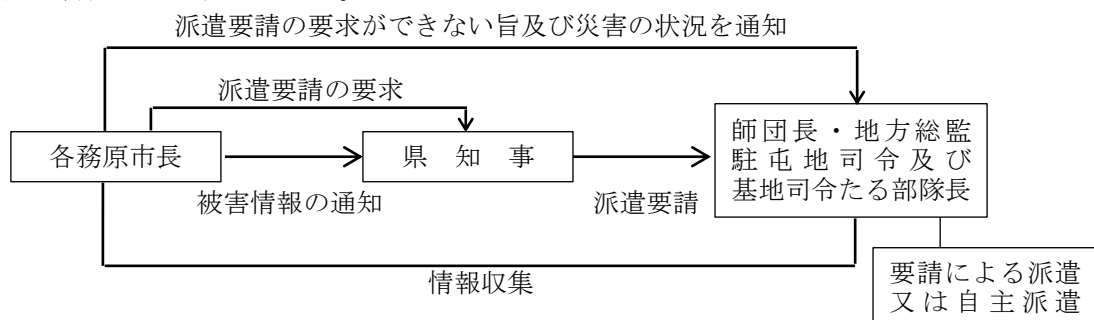 派遣要請の要求ができない旨及び災害の状況を通知
派遣要請の要求
各務原市長
県知事
師団長・地方総監
駐屯地司令及び
基地司令たる部隊長
被害情報の通知
派遣要請
情報収集
要請による派遣
又は自主派遣